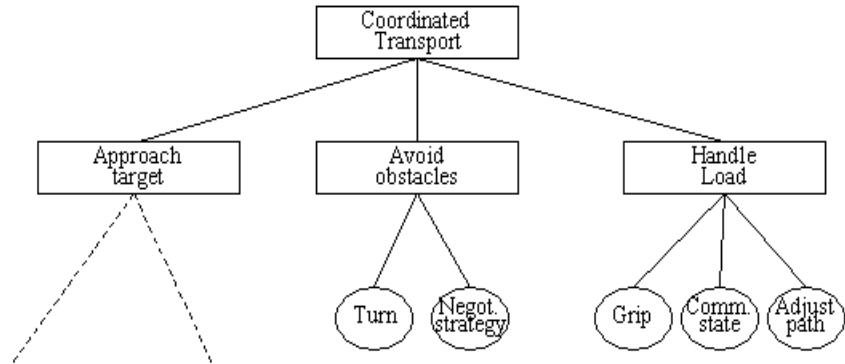 Coordinated
Transport
Approach
target
Avoid
obstacles
Handle
Load
Turn
Negot.
strategy
Grip
Comm.
state
Adjust
path